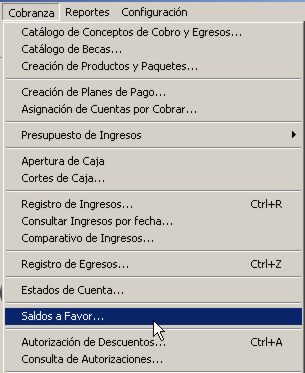 Cobranza Reportes Configuración
Catálogo de Conceptos de Cobro y Egresos...
Catálogo de Becas...
Creación de Productos y Paquetes...
Creación de Planes de Pago...
Asignación de Cuentas por Cobrar...
Presupuesto de Ingresos
Apertura de Caja
Cortes de Caja...
Registro de Ingresos... Ctrl+R
Consultar Ingresos por fecha...
Comparativo de Ingresos...
Registro de Egresos... Ctrl+Z
Estados de Cuenta...
Saldos a Favor...
Autorización de Descuentos... Ctrl+A
Consulta de Autorizaciones...